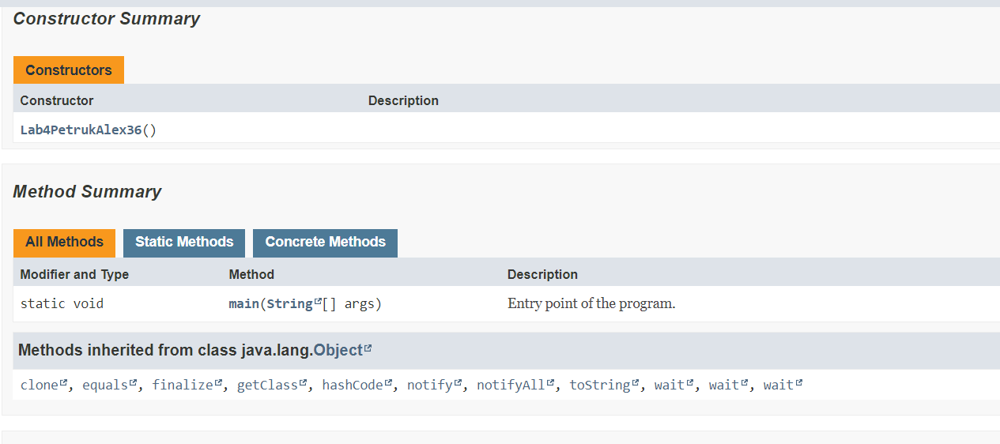 Constructor Summary
Constructors
Constructor Description
Lab4PetrukAlex36()
Method Summary
All Methods Static Methods Concrete Methods
Modifier and Type Method Description
static void main(String[] args) Entry point of the program.
Methods inherited from class java.lang.Object
clone, equals, finalize, getClass, hashCode, notify, notifyAll, toString, wait, wait, wait